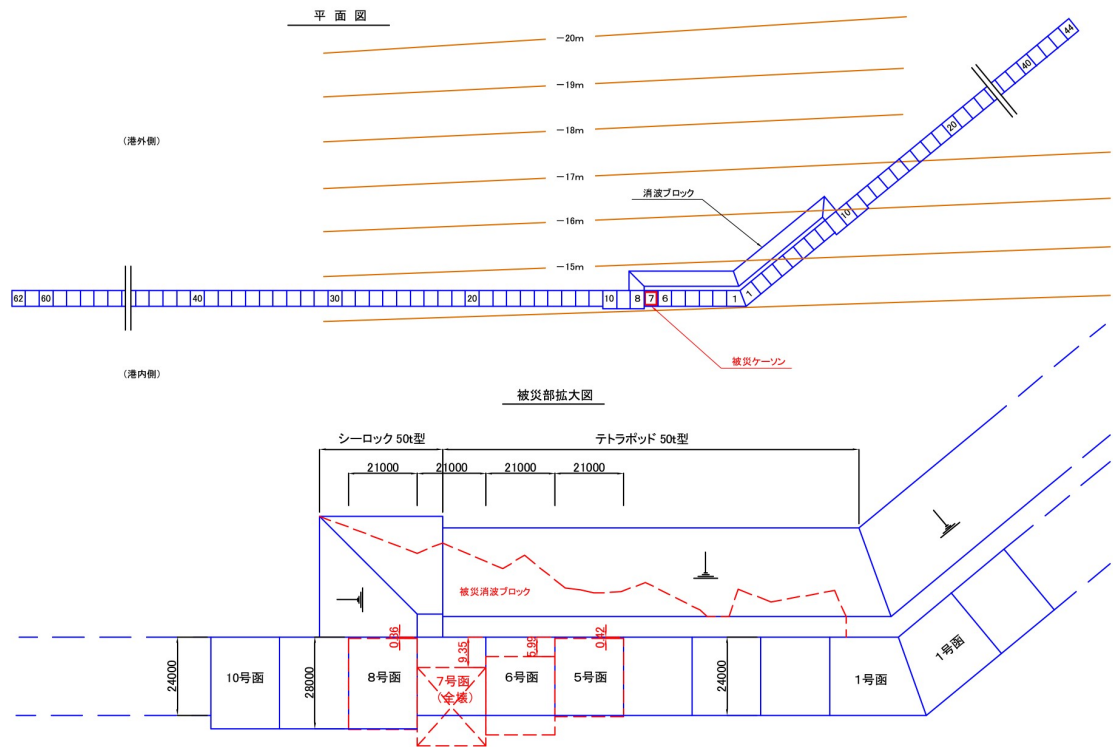 平 面 図
-20m
-19m
-18m
-17m
-16m
-15m
(港外側)
(港内側)
消波ブロック
被災ケーソン
62
60
40
30
20
10
8
7
6
1
1
10
20
40
44
被災部拡大図
シーロック 50t型
テトラポッド 50t型
21000
21000
21000
21000
被災消波ブロック
0.86
9.35
5.99
0.42
24000
28000
24000
10号函
8号函
7号函
(全壊)
6号函
5号函
1号函
1号函